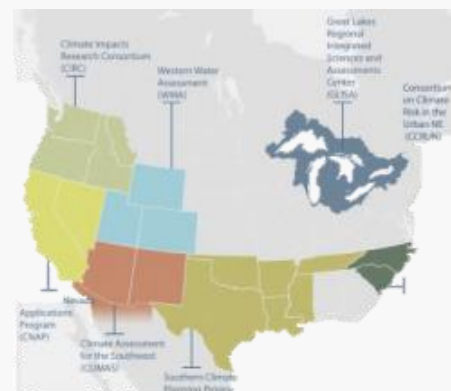 Climate Impacts
Research Consortium
(CIRC)
Western Water
Assessment
(WWA)
Great Lakes
Regional
Integrated
Sciences and
Assessments
Center
(GLISA)
Consortium
on Climate
Risk in the
Urban NE
(CCRUN)
Nevada
Applications
Program
(CNAP)
Climate Assessment
for the Southwest
(CLIMAS)
Southern Climate